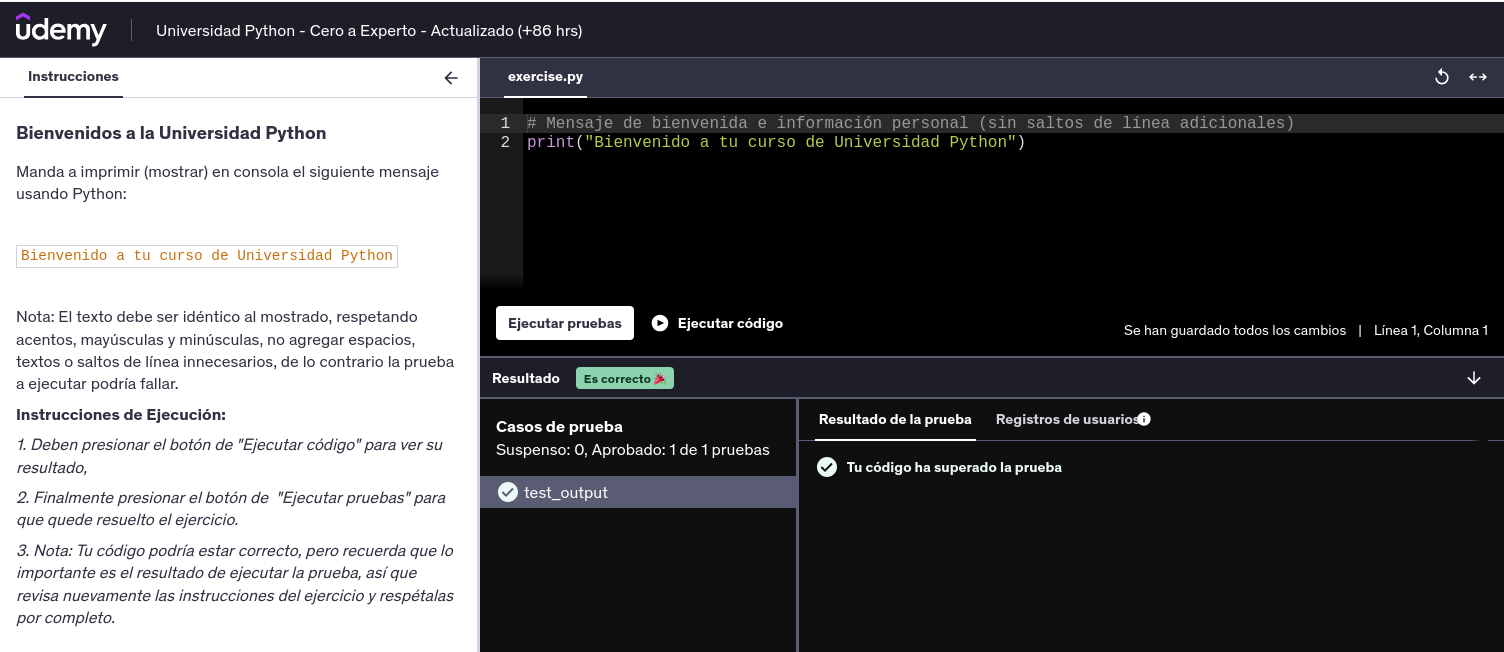 udemy
Universidad Python - Cero a Experto - Actualizado (+86 hrs)
Instrucciones
Bienvenidos a la Universidad Python
Manda a imprimir (mostrar) en consola el siguiente mensaje
usando Python:
Bienvenido a tu curso de Universidad Python
Nota: El texto debe ser idéntico al mostrado, respetando
acentos, mayúsculas y minúsculas, no agregar espacios,
textos o saltos de línea innecesarios, de lo contrario la prueba
a ejecutar podría fallar.
Instrucciones de Ejecución:
1. Deben presionar el botón de "Ejecutar código" para ver su
resultado,
2. Finalmente presionar el botón de  "Ejecutar pruebas" para
que quede resuelto el ejercicio.
3. Nota: Tu código podría estar correcto, pero recuerda que lo
importante es el resultado de ejecutar la prueba, así que
revisa nuevamente las instrucciones del ejercicio y respétalas
por completo.
exercise.py
1 # Mensaje de bienvenida e información personal (sin saltos de línea adicionales)
2 print("Bienvenido a tu curso de Universidad Python")
Ejecutar pruebas
Ejecutar código
Se han guardado todos los cambios | Línea 1, Columna 1
Resultado
Es correcto
Casos de prueba
Suspenso: 0, Aprobado: 1 de 1 pruebas
test_output
Resultado de la prueba
Registros de usuarios
Tu código ha superado la prueba